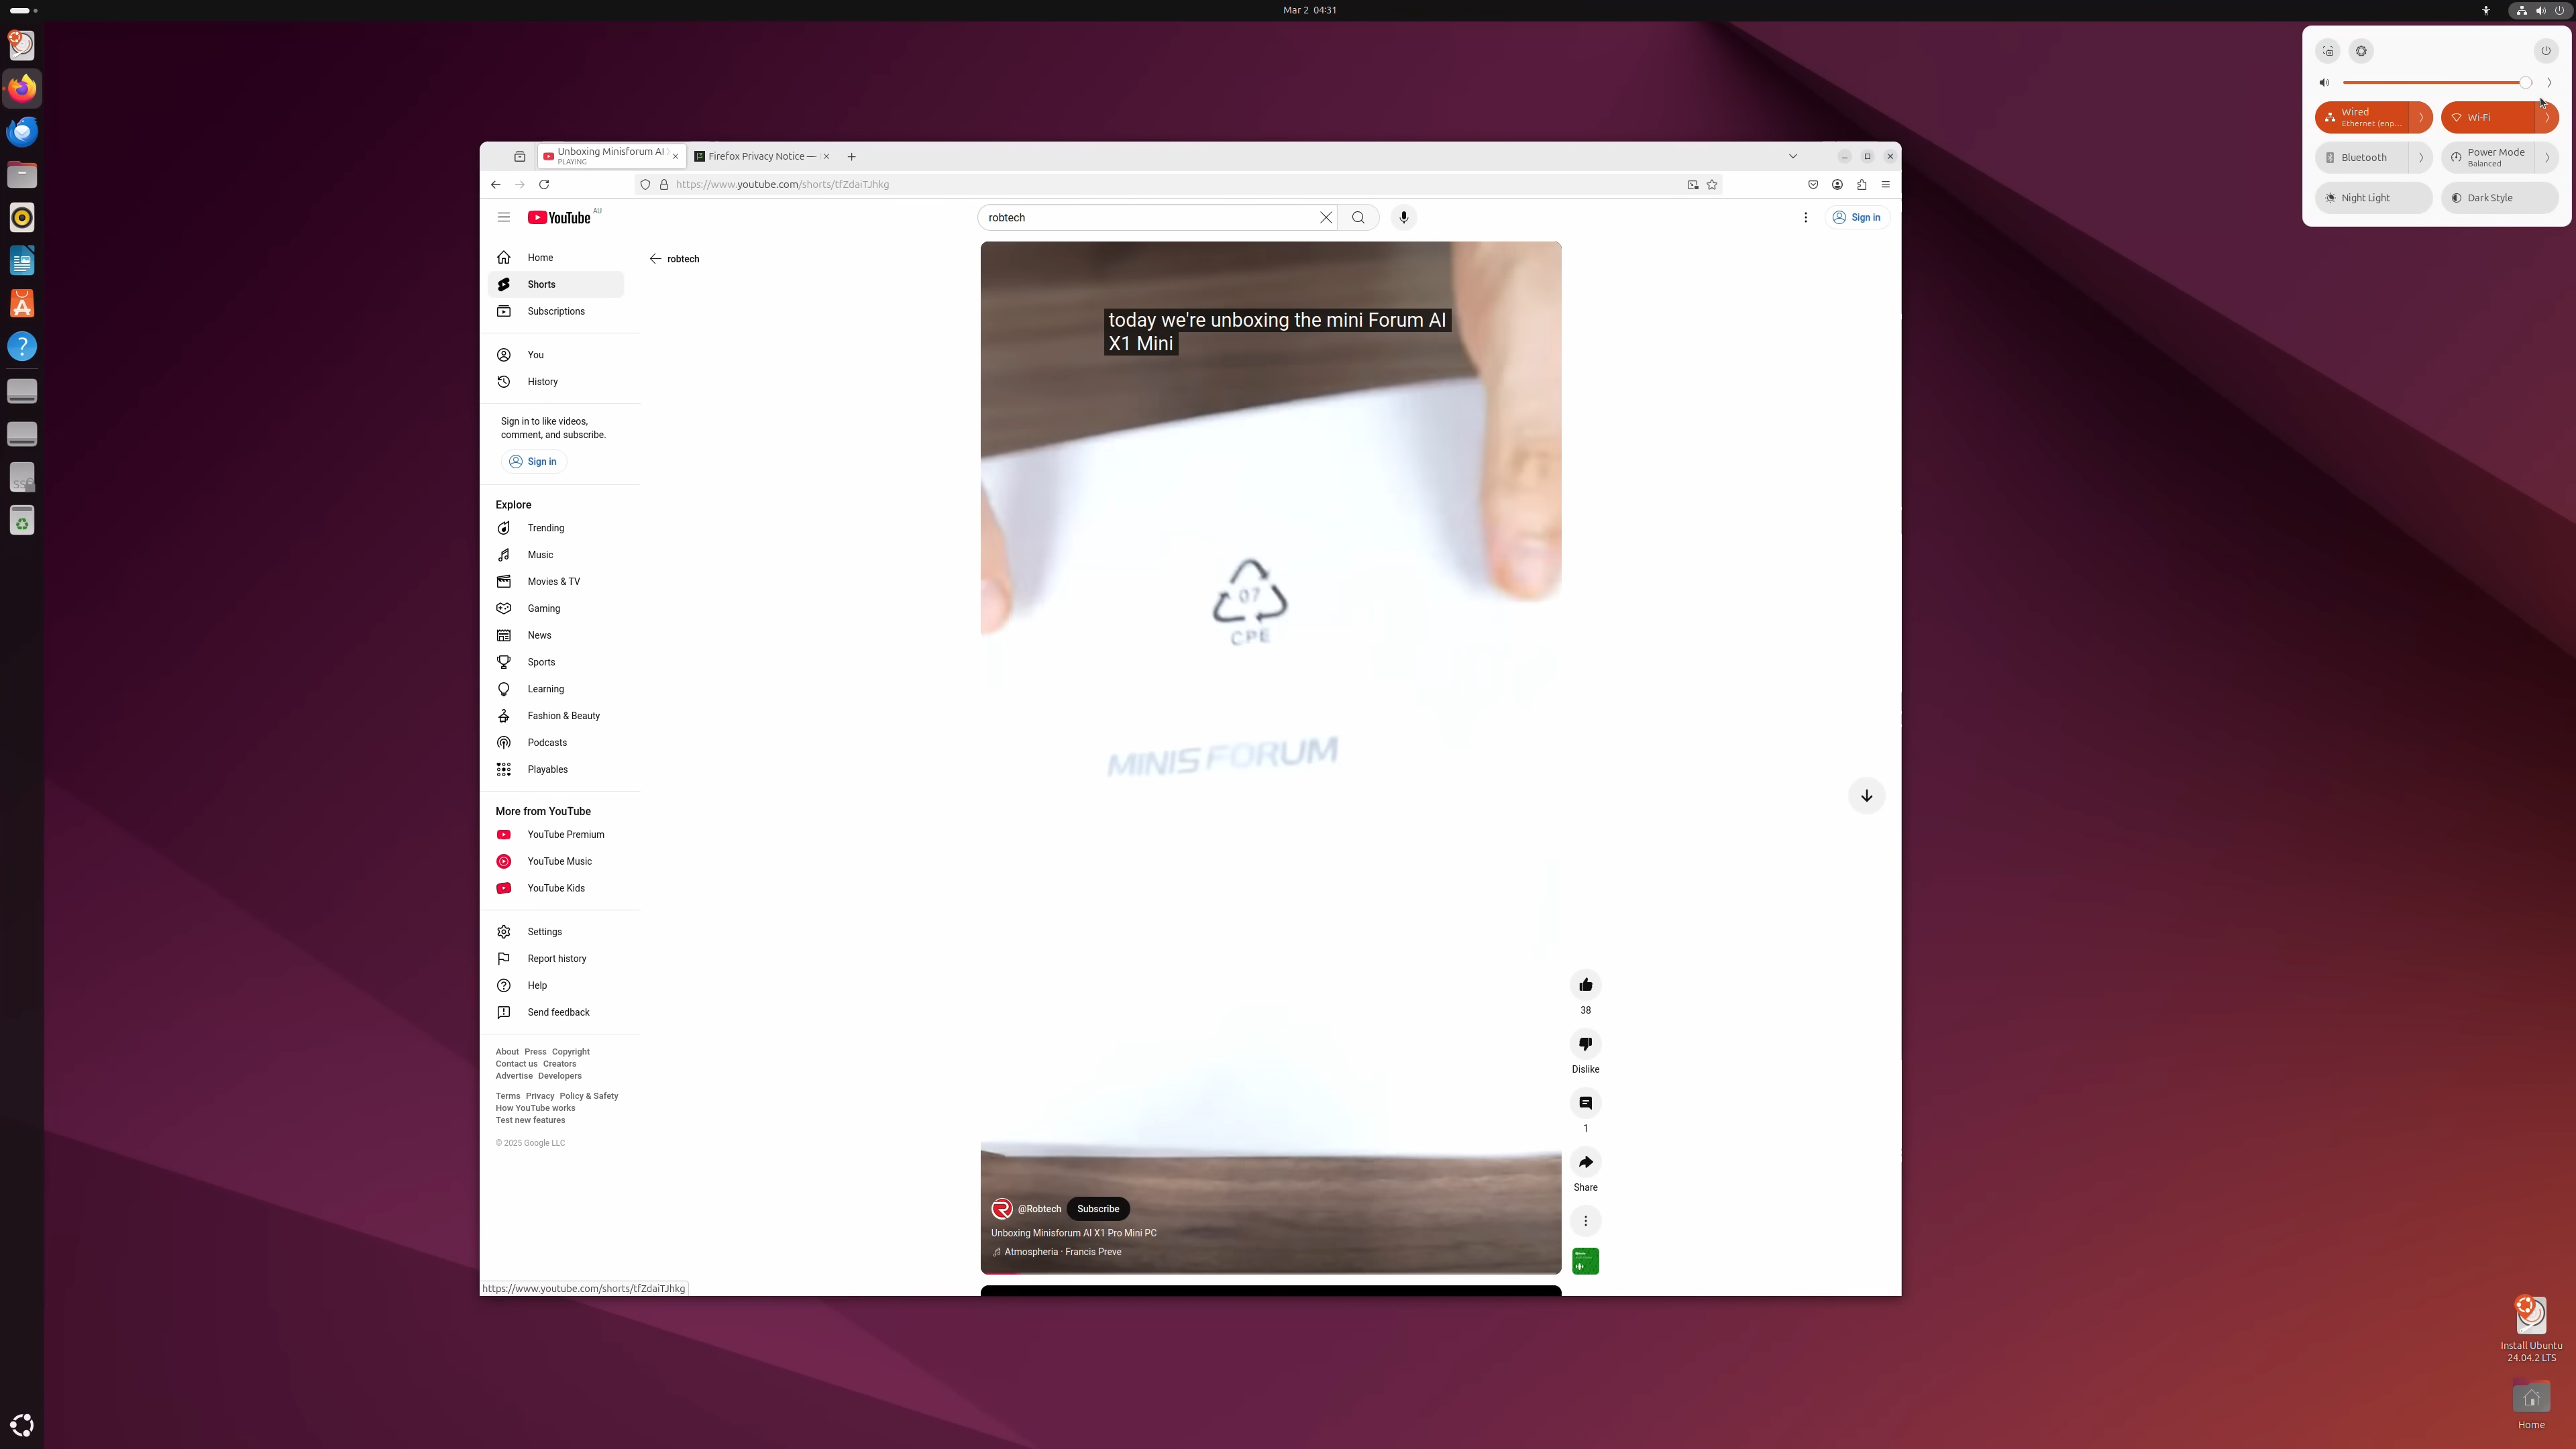 Mar 2 04:31
Wired
Ethernet (enp...
Wi-Fi
Bluetooth
Power Mode
Balanced
Night Light
Dark Style
Unboxing Minisforum AI
PLAYING
Firefox Privacy Notice —
https://www.youtube.com/shorts/tfZdaiTJhkg
YouTube AU
robtech
Sign in
Home
Shorts
Subscriptions
You
History
Sign in to like videos,
comment, and subscribe.
Sign in
Explore
Trending
Music
Movies & TV
Gaming
News
Sports
Learning
Fashion & Beauty
Podcasts
Playables
More from YouTube
YouTube Premium
YouTube Music
YouTube Kids
Settings
Report history
Help
Send feedback
About Press Copyright
Contact us Creators
Advertise Developers
Terms Privacy Policy & Safety
How YouTube works
Test new features
© 2025 Google LLC
https://www.youtube.com/shorts/tfZdaiTJhkg
robtech
today we're unboxing the mini Forum AI
X1 Mini
07
CPE
MINISFORUM
@Robtech Subscribe
Unboxing Minisforum AI X1 Pro Mini PC
Atmospheria · Francis Preve
38
Dislike
1
Share
Install Ubuntu
24.04.2 LTS
Home